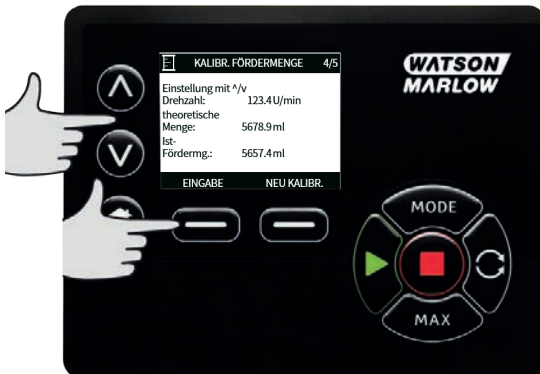 KALIBR. FÖRDERMENGE 4/5
WATSON
MARLOW
Einstellung mit ^/v
Drehzahl: 123.4 U/min
theoretische
Menge: 5678.9 ml
Ist-
Fördermg.: 5657.4 ml
EINGABE NEU KALIBR.
MODE
MAX